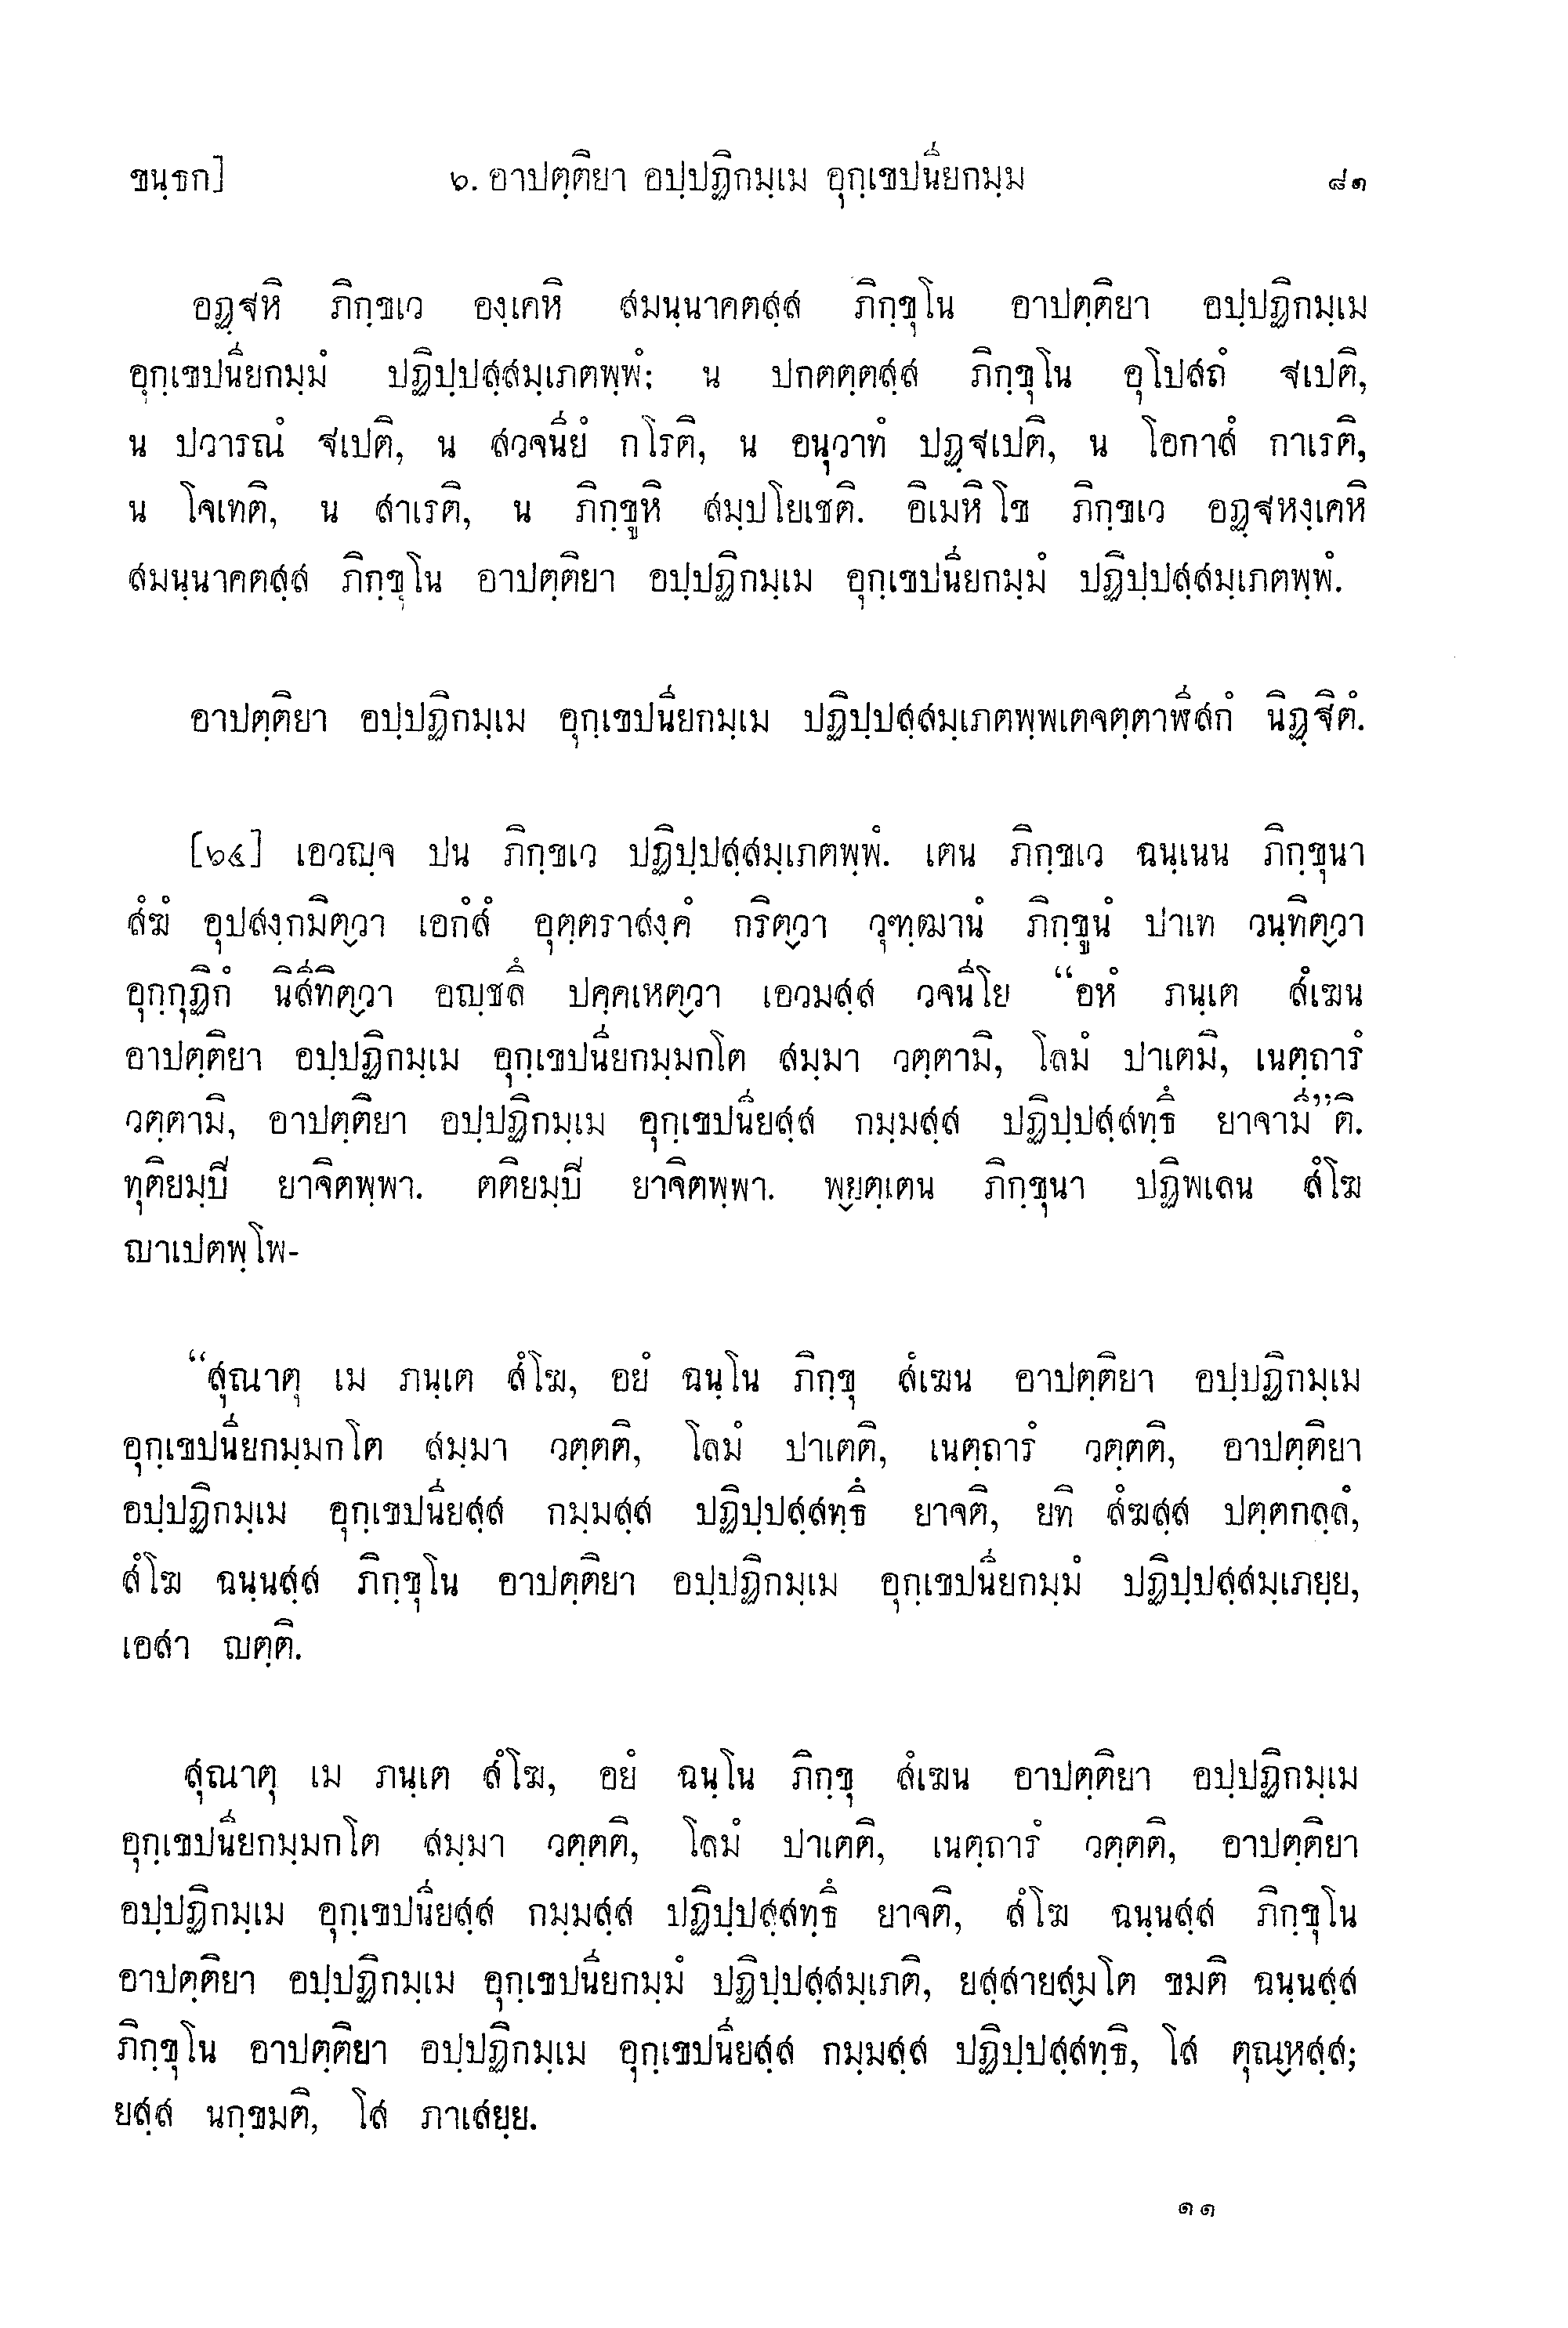 ขนฺธก] ๖. อาปตฺติยา อปฺปฏิกมฺเม อุกฺเขปนียกมฺม ๘๑
อฏฺฐหิ ภิกฺขเว องฺเคหิ สมนฺนาคตสฺส ภิกฺขุโน อาปตฺติยา อปฺปฏิกมฺเม
อุกฺเขปนียกมฺมํ ปฏิปฺปสฺสมฺเภตพฺพํ; น ปกตตฺตสฺส ภิกฺขุโน อุโปสถํ ฐเปติ,
น ปวารณํ ฐเปติ, น สวจนียํ กโรติ, น อนุวาทํ ปฏฺฐเปติ, น โอกาสํ กาเรติ,
น โจเทติ, น สาเรติ, น ภิกฺขูหิ สมฺปโยเชติ. อิเมหิ โข ภิกฺขเว อฏฺฐหงฺเคหิ
สมนฺนาคตสฺส ภิกฺขุโน อาปตฺติยา อปฺปฏิกมฺเม อุกฺเขปนียกมฺมํ ปฏิปฺปสฺสมฺเภตพฺพํ.
อาปตฺติยา อปฺปฏิกมฺเม อุกฺเขปนียกมฺเม ปฏิปฺปสฺสมฺเภตพฺพเตจตฺตาฬีสกํ นิฏฺฐิตํ.
[๖๔] เอวญฺจ ปน ภิกฺขเว ปฏิปฺปสฺสมฺเภตพฺพํ. เตน ภิกฺขเว ฉนฺเนน ภิกฺขุนา
สํฆํ อุปสงฺกมิตฺวา เอกํสํ อุตฺตราสงฺคํ กริตฺวา วุฑฺฒานํ ภิกฺขูนํ ปาเท วนฺทิตฺวา
อุกฺกุฏิกํ นิสีทิตฺวา อญฺชลึ ปคฺคเหตฺวา เอวมสฺส วจนีโย “อหํ ภนฺเต สํเฆน
อาปตฺติยา อปฺปฏิกมฺเม อุกฺเขปนียกมฺมกโต สมฺมา วตฺตามิ, โลมํ ปาเตมิ, เนตฺถารํ
วตฺตามิ, อาปตฺติยา อปฺปฏิกมฺเม อุกฺเขปนียสฺส กมฺมสฺส ปฏิปฺปสฺสทฺธึ ยาจามี”ติ.
ทุติยมฺปี ยาจิตพฺพา. ตติยมฺปี ยาจิตพฺพา. พฺยตฺเตน ภิกฺขุนา ปฏิพเลน สํโฆ
ญาเปตพฺโพ-
“สุณาตุ เม ภนฺเต สํโฆ, อยํ ฉนฺโน ภิกฺขุ สํเฆน อาปตฺติยา อปฺปฏิกมฺเม
อุกฺเขปนียกมฺมกโต สมฺมา วตฺตติ, โลมํ ปาเตติ, เนตฺถารํ วตฺตติ, อาปตฺติยา
อปฺปฏิกมฺเม อุกฺเขปนียสฺส กมฺมสฺส ปฏิปฺปสฺสทฺธึ ยาจติ, ยทิ สํฆสฺส ปตฺตกลฺลํ,
สํโฆ ฉนฺนสฺส ภิกฺขุโน อาปตฺติยา อปฺปฏิกมฺเม อุกฺเขปนียกมฺมํ ปฏิปฺปสฺสมฺเภยฺย,
เอสา ญตฺติ.
สุณาตุ เม ภนฺเต สํโฆ, อยํ ฉนฺโน ภิกฺขุ สํเฆน อาปตฺติยา อปฺปฏิกมฺเม
อุกฺเขปนียกมฺมกโต สมฺมา วตฺตติ, โลมํ ปาเตติ, เนตฺถารํ วตฺตติ, อาปตฺติยา
อปฺปฏิกมฺเม อุกฺเขปนียสฺส กมฺมสฺส ปฏิปฺปสฺสทฺธึ ยาจติ, สํโฆ ฉนฺนสฺส ภิกฺขุโน
อาปตฺติยา อปฺปฏิกมฺเม อุกฺเขปนียกมฺมํ ปฏิปฺปสฺสมฺเภติ, ยสฺสายสฺมโต ขมติ ฉนฺนสฺส
ภิกฺขุโน อาปตฺติยา อปฺปฏิกมฺเม อุกฺเขปนียสฺส กมฺมสฺส ปฏิปฺปสฺสทฺธิ, โส ตุณฺหสฺส;
ยสฺส นกฺขมติ, โส ภาเสยฺย.
๑๑